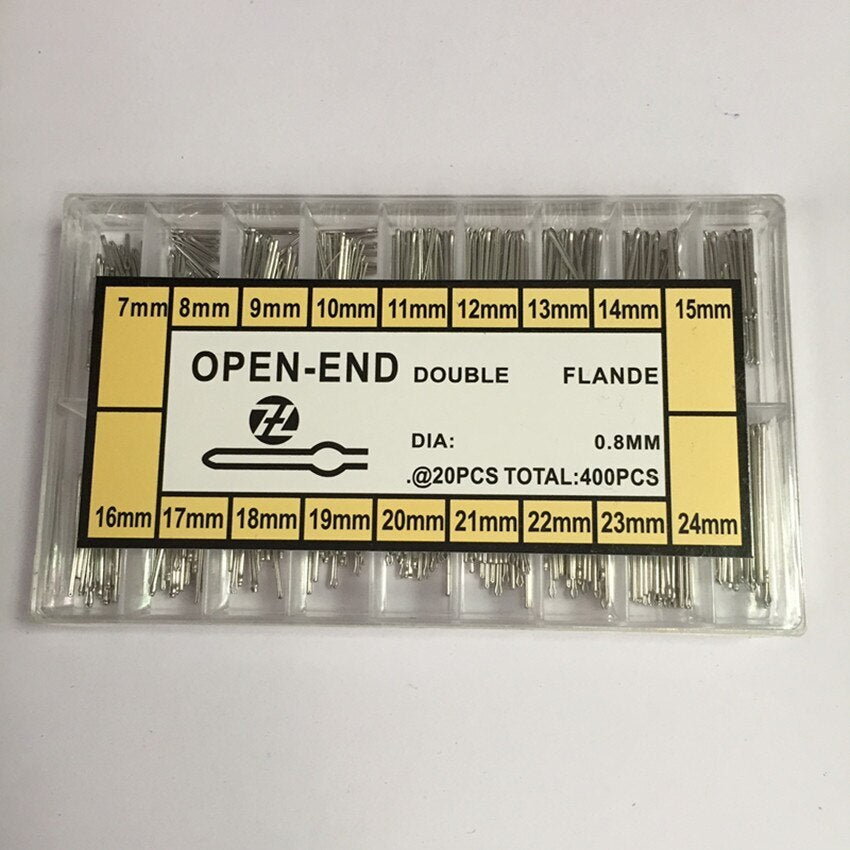 7mm 8mm 9mm 10mm 11mm 12mm 13mm 14mm 15mm
OPEN-END DOUBLE FLANDE
DIA: 0.8MM
.@20PCS TOTAL:400PCS
16mm 17mm 18mm 19mm 20mm 21mm 22mm 23mm 24mm